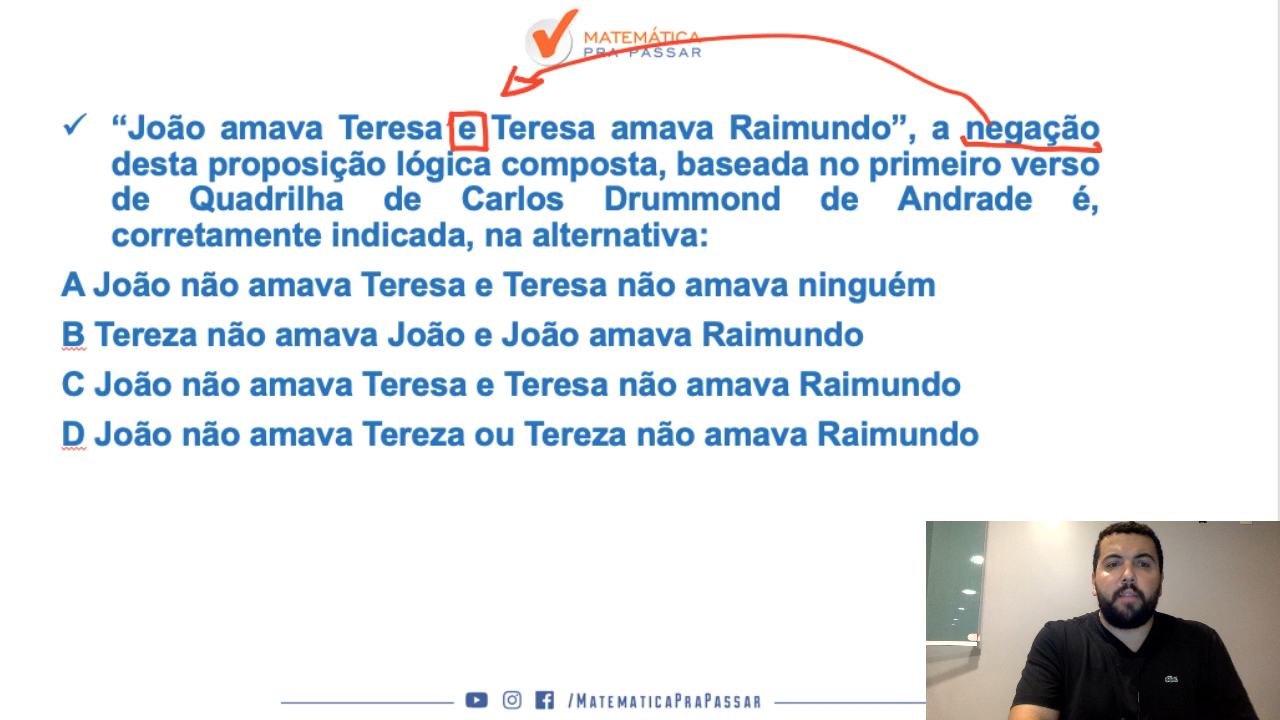 MATEMÁTICA
PRA PASSAR
“João amava Teresa e Teresa amava Raimundo”, a negação
desta proposição lógica composta, baseada no primeiro verso
de Quadrilha de Carlos Drummond de Andrade é,
corretamente indicada, na alternativa:
A João não amava Teresa e Teresa não amava ninguém
B Tereza não amava João e João amava Raimundo
C João não amava Teresa e Teresa não amava Raimundo
D João não amava Tereza ou Tereza não amava Raimundo
/MATEMATICAPRAPASSAR